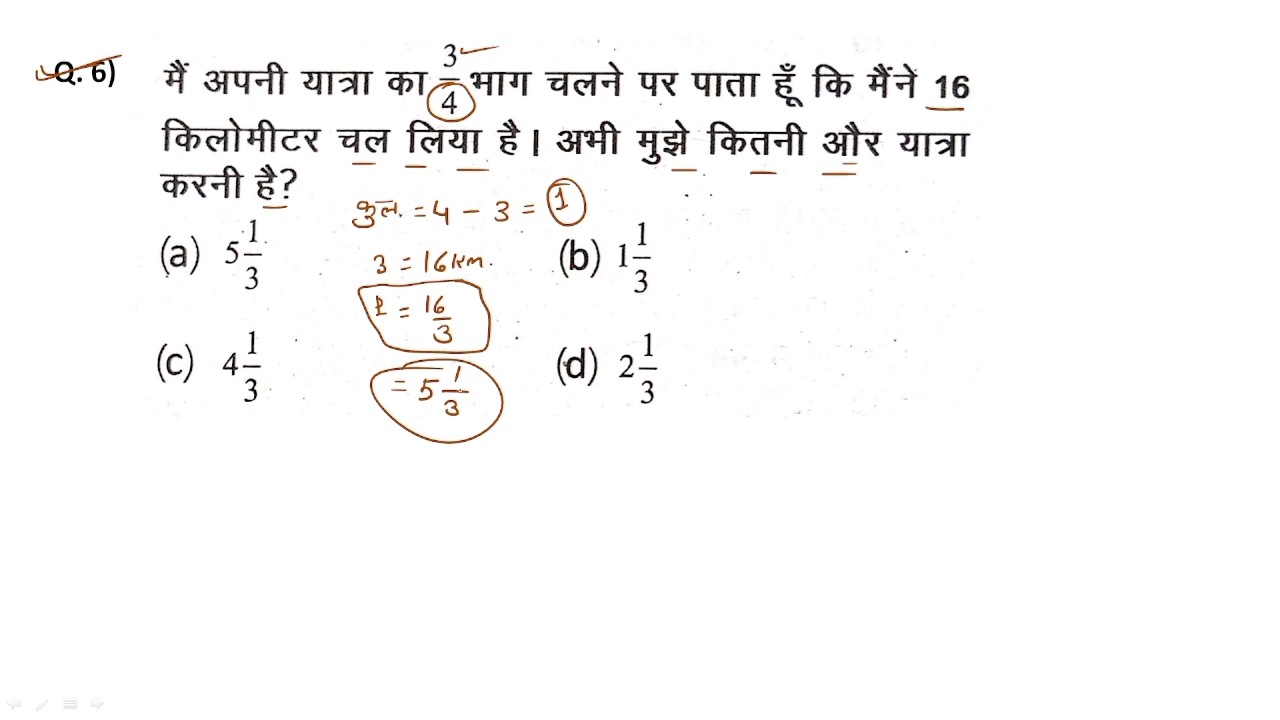 Q. 6) मैं अपनी यात्रा का 3/4 भाग चलने पर पाता हूँ कि मैंने 16
किलोमीटर चल लिया है। अभी मुझे कितनी और यात्रा
करनी है?
कुल. = 4 - 3 = 1
(a) 5 1/3
(b) 1 1/3
3 = 16 km.
1 = 16/3
(c) 4 1/3
(d) 2 1/3
= 5 1/3